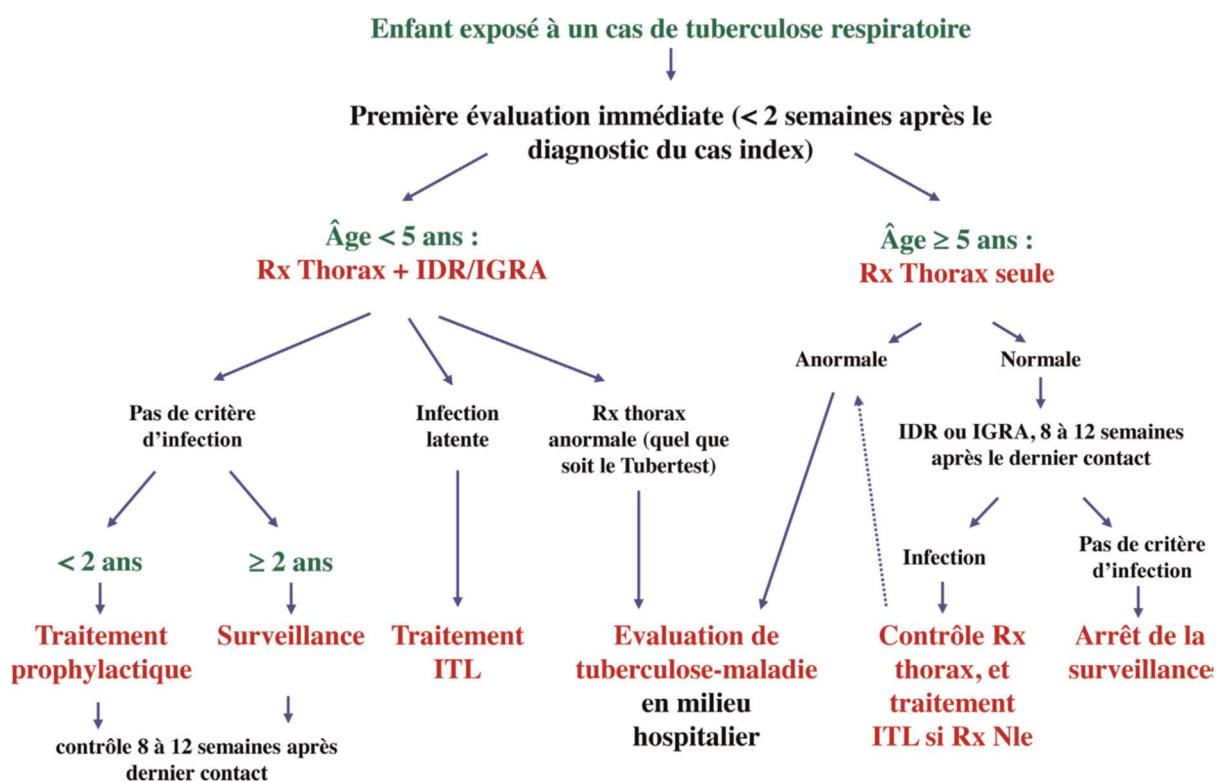 Enfant exposé à un cas de tuberculose respiratoire
Première évaluation immédiate (< 2 semaines après le
diagnostic du cas index)
Âge < 5 ans :
Rx Thorax + IDR/IGRA
Âge ≥ 5 ans :
Rx Thorax seule
Anormale
Normale
Pas de critère
d'infection
Infection
latente
Rx thorax
anormale (quel que
soit le Tubertest)
IDR ou IGRA, 8 à 12 semaines
après le dernier contact
< 2 ans
≥ 2 ans
Infection
Pas de critère
d'infection
Traitement
prophylactique
Surveillance
Traitement
ITL
Evaluation de
tuberculose-maladie
en milieu
hospitalier
Contrôle Rx
thorax, et
traitement
ITL si Rx Nle
Arrêt de la
surveillance
contrôle 8 à 12 semaines après
dernier contact